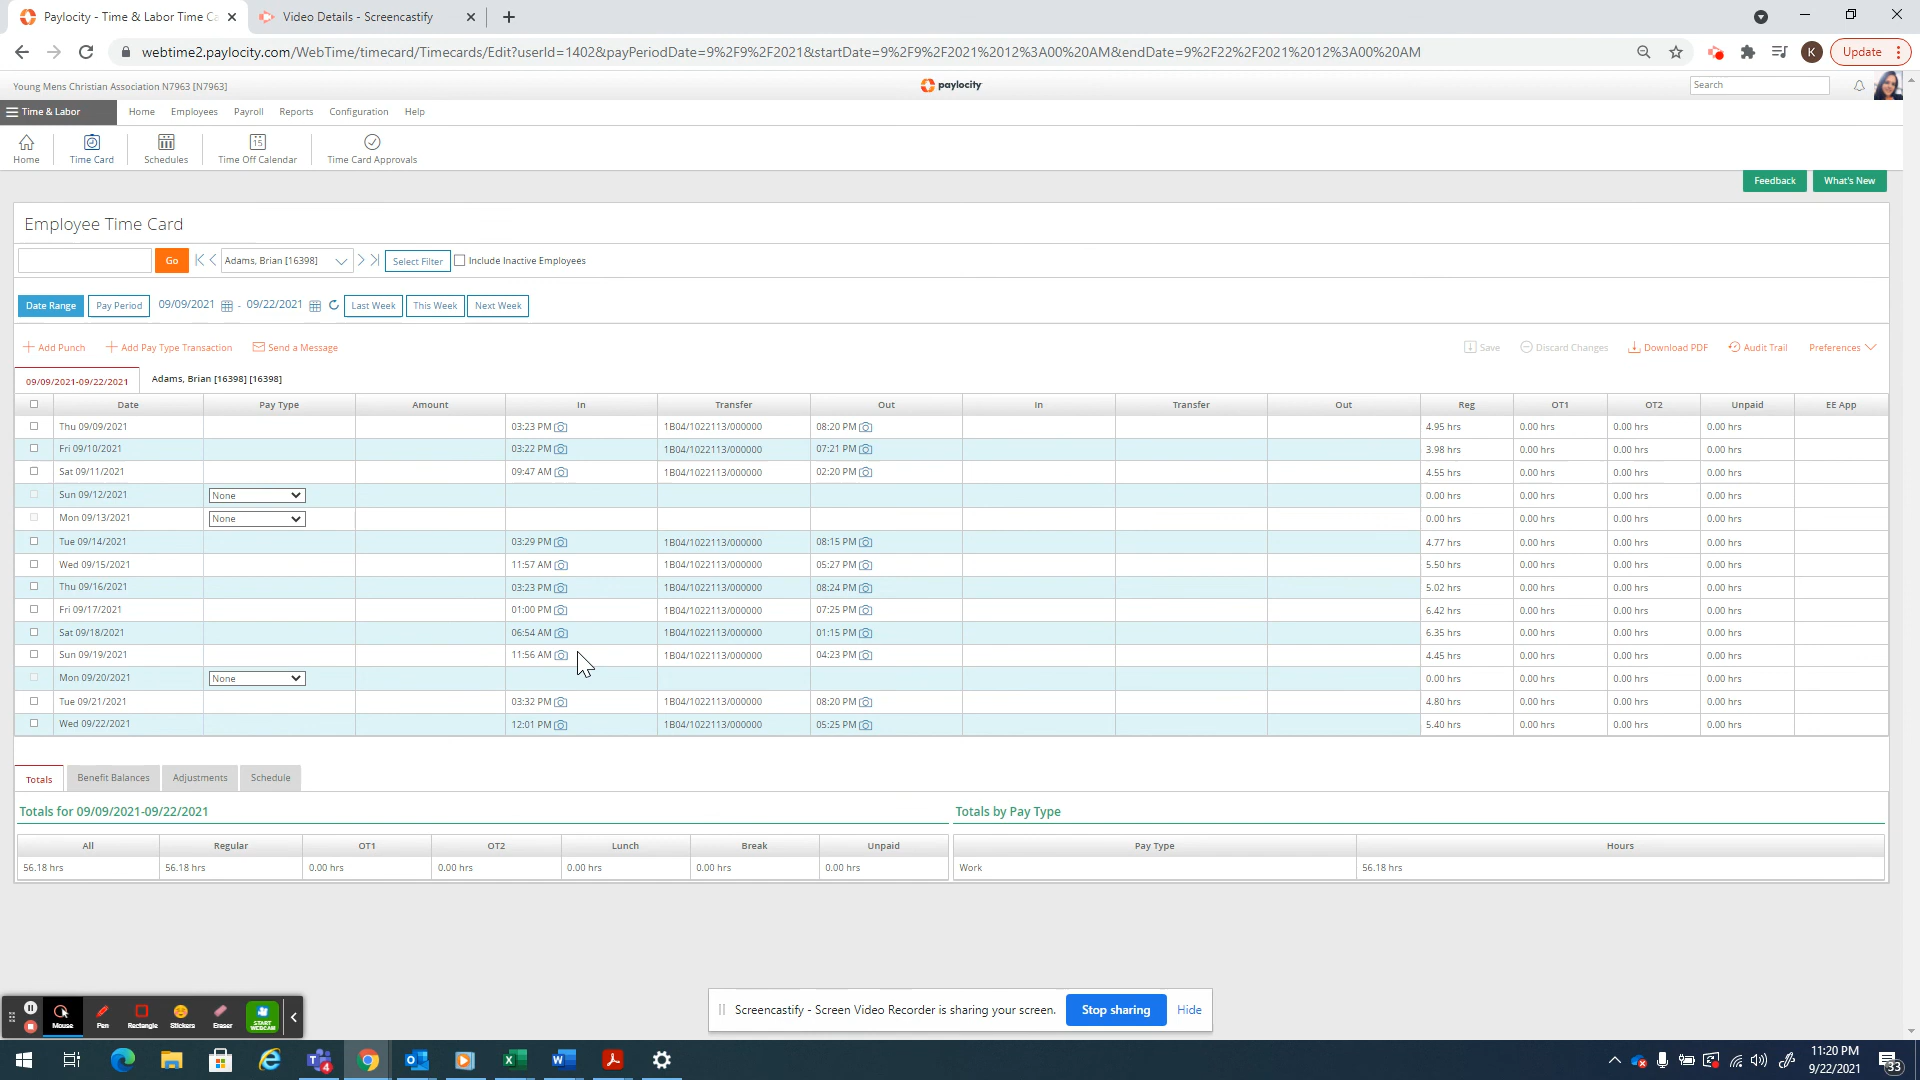 Paylocity - Time & Labor Time Ca
Video Details - Screencastify
webtime2.paylocity.com/WebTime/timecard/Timecards/Edit?userId=1402&payPeriodDate=9%2F9%2F2021&startDate=9%2F9%2F2021%2012%3A00%20AM&endDate=9%2F22%2F2021%2012%3A00%20AM
K
Update
Young Mens Christian Association N7963 [N7963]
paylocity
Search
Time & Labor Home Employees Payroll Reports Configuration Help
15
Home Time Card Schedules Time Off Calendar Time Card Approvals
Feedback What's New
Employee Time Card
Go Adams, Brian [16398] Select Filter Include Inactive Employees
Date Range Pay Period 09/09/2021 - 09/22/2021 Last Week This Week Next Week
Add Punch Add Pay Type Transaction Send a Message Save Discard Changes Download PDF Audit Trail Preferences
09/09/2021-09/22/2021 Adams, Brian [16398] [16398]
Date Pay Type Amount In Transfer Out In Transfer Out Reg OT1 OT2 Unpaid EE App
Thu 09/09/2021 03:23 PM 1B04/1022113/000000 08:20 PM 4.95 hrs 0.00 hrs 0.00 hrs 0.00 hrs
Fri 09/10/2021 03:22 PM 1B04/1022113/000000 07:21 PM 3.98 hrs 0.00 hrs 0.00 hrs 0.00 hrs
Sat 09/11/2021 09:47 AM 1B04/1022113/000000 02:20 PM 4.55 hrs 0.00 hrs 0.00 hrs 0.00 hrs
Sun 09/12/2021 None 0.00 hrs 0.00 hrs 0.00 hrs 0.00 hrs
Mon 09/13/2021 None 0.00 hrs 0.00 hrs 0.00 hrs 0.00 hrs
Tue 09/14/2021 03:29 PM 1B04/1022113/000000 08:15 PM 4.77 hrs 0.00 hrs 0.00 hrs 0.00 hrs
Wed 09/15/2021 11:57 AM 1B04/1022113/000000 05:27 PM 5.50 hrs 0.00 hrs 0.00 hrs 0.00 hrs
Thu 09/16/2021 03:23 PM 1B04/1022113/000000 08:24 PM 5.02 hrs 0.00 hrs 0.00 hrs 0.00 hrs
Fri 09/17/2021 01:00 PM 1B04/1022113/000000 07:25 PM 6.42 hrs 0.00 hrs 0.00 hrs 0.00 hrs
Sat 09/18/2021 06:54 AM 1B04/1022113/000000 01:15 PM 6.35 hrs 0.00 hrs 0.00 hrs 0.00 hrs
Sun 09/19/2021 11:56 AM 1B04/1022113/000000 04:23 PM 4.45 hrs 0.00 hrs 0.00 hrs 0.00 hrs
Mon 09/20/2021 None 0.00 hrs 0.00 hrs 0.00 hrs 0.00 hrs
Tue 09/21/2021 03:32 PM 1B04/1022113/000000 08:20 PM 4.80 hrs 0.00 hrs 0.00 hrs 0.00 hrs
Wed 09/22/2021 12:01 PM 1B04/1022113/000000 05:25 PM 5.40 hrs 0.00 hrs 0.00 hrs 0.00 hrs
Totals Benefit Balances Adjustments Schedule
Totals for 09/09/2021-09/22/2021 Totals by Pay Type
All Regular OT1 OT2 Lunch Break Unpaid Pay Type Hours
56.18 hrs 56.18 hrs 0.00 hrs 0.00 hrs 0.00 hrs 0.00 hrs 0.00 hrs Work 56.18 hrs
Screencastify - Screen Video Recorder is sharing your screen. Stop sharing Hide
Mouse Pen Rectangle Stickers Eraser START WEBCAM
4
11:20 PM
9/22/2021
33